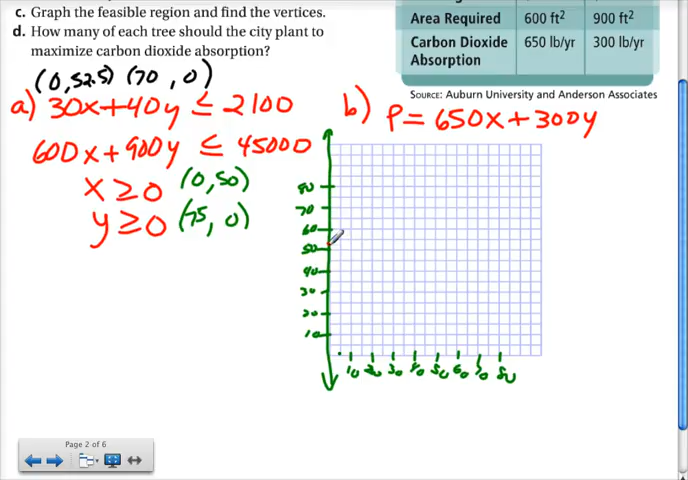 c. Graph the feasible region and find the vertices.
d. How many of each tree should the city plant to
maximize carbon dioxide absorption?
Area Required 600 ft² 900 ft²
Carbon Dioxide 650 lb/yr 300 lb/yr
Absorption
SOURCE: Auburn University and Anderson Associates
(0,52.5) (70, 0)
a) 30x+40y ≤ 2100
b) P = 650x + 300y
600x+900y ≤ 45000
x ≥ 0 (0,50)
y ≥ 0 (75, 0)
80
70
60
50
40
30
20
10
10 20 30 40 50 60 70 80
Page 2 of 6